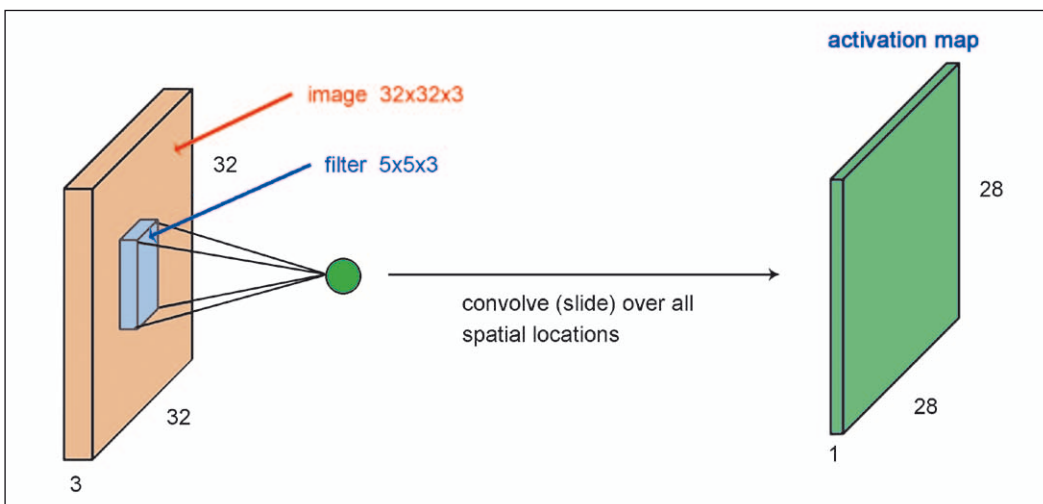 activation map
image 32x32x3
32
filter 5x5x3
28
convolve (slide) over all
spatial locations
32
28
3
1